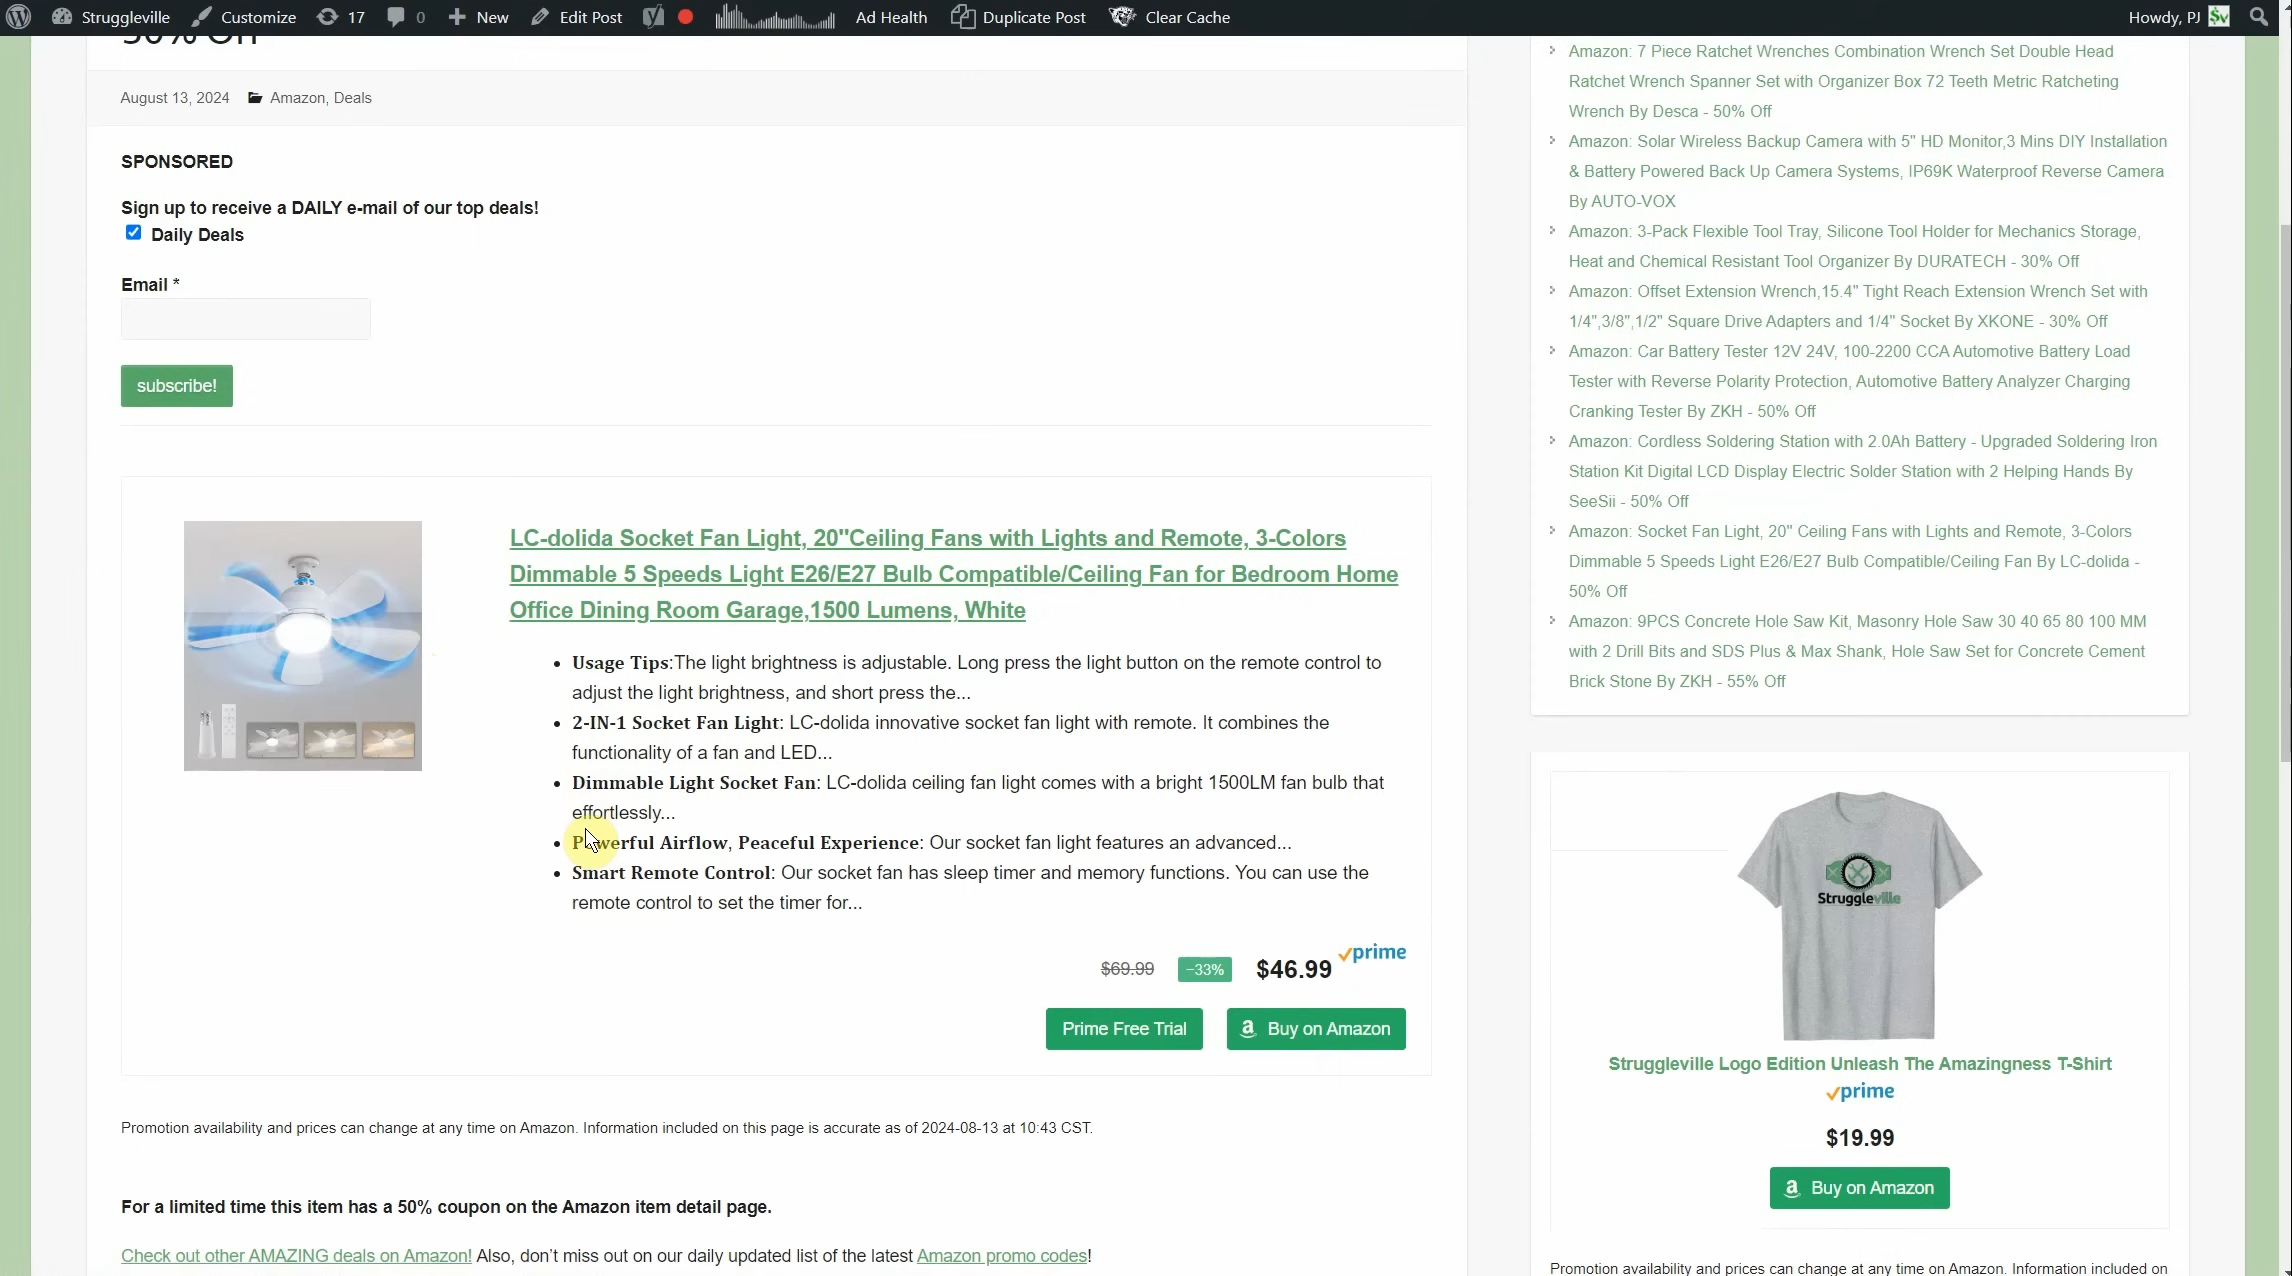 Struggleville Customize 17 0 New Edit Post Ad Health Duplicate Post Clear Cache Howdy, PJ
50% Off
August 13, 2024 Amazon, Deals
SPONSORED
Sign up to receive a DAILY e-mail of our top deals!
Daily Deals
Email *
subscribe!
LC-dolida Socket Fan Light, 20"Ceiling Fans with Lights and Remote, 3-Colors
Dimmable 5 Speeds Light E26/E27 Bulb Compatible/Ceiling Fan for Bedroom Home
Office Dining Room Garage,1500 Lumens, White
Usage Tips:The light brightness is adjustable. Long press the light button on the remote control to
adjust the light brightness, and short press the...
2-IN-1 Socket Fan Light: LC-dolida innovative socket fan light with remote. It combines the
functionality of a fan and LED...
Dimmable Light Socket Fan: LC-dolida ceiling fan light comes with a bright 1500LM fan bulb that
effortlessly...
Powerful Airflow, Peaceful Experience: Our socket fan light features an advanced...
Smart Remote Control: Our socket fan has sleep timer and memory functions. You can use the
remote control to set the timer for...
$69.99 −33% $46.99 prime
Prime Free Trial Buy on Amazon
Promotion availability and prices can change at any time on Amazon. Information included on this page is accurate as of 2024-08-13 at 10:43 CST.
For a limited time this item has a 50% coupon on the Amazon item detail page.
Check out other AMAZING deals on Amazon! Also, don't miss out on our daily updated list of the latest Amazon promo codes!
Amazon: 7 Piece Ratchet Wrenches Combination Wrench Set Double Head
Ratchet Wrench Spanner Set with Organizer Box 72 Teeth Metric Ratcheting
Wrench By Desca - 50% Off
Amazon: Solar Wireless Backup Camera with 5" HD Monitor,3 Mins DIY Installation
& Battery Powered Back Up Camera Systems, IP69K Waterproof Reverse Camera
By AUTO-VOX
Amazon: 3-Pack Flexible Tool Tray, Silicone Tool Holder for Mechanics Storage,
Heat and Chemical Resistant Tool Organizer By DURATECH - 30% Off
Amazon: Offset Extension Wrench,15.4" Tight Reach Extension Wrench Set with
1/4",3/8",1/2" Square Drive Adapters and 1/4" Socket By XKONE - 30% Off
Amazon: Car Battery Tester 12V 24V, 100-2200 CCA Automotive Battery Load
Tester with Reverse Polarity Protection, Automotive Battery Analyzer Charging
Cranking Tester By ZKH - 50% Off
Amazon: Cordless Soldering Station with 2.0Ah Battery - Upgraded Soldering Iron
Station Kit Digital LCD Display Electric Solder Station with 2 Helping Hands By
SeeSii - 50% Off
Amazon: Socket Fan Light, 20" Ceiling Fans with Lights and Remote, 3-Colors
Dimmable 5 Speeds Light E26/E27 Bulb Compatible/Ceiling Fan By LC-dolida -
50% Off
Amazon: 9PCS Concrete Hole Saw Kit, Masonry Hole Saw 30 40 65 80 100 MM
with 2 Drill Bits and SDS Plus & Max Shank, Hole Saw Set for Concrete Cement
Brick Stone By ZKH - 55% Off
Struggleville
Struggleville Logo Edition Unleash The Amazingness T-Shirt
prime
$19.99
Buy on Amazon
Promotion availability and prices can change at any time on Amazon. Information included on